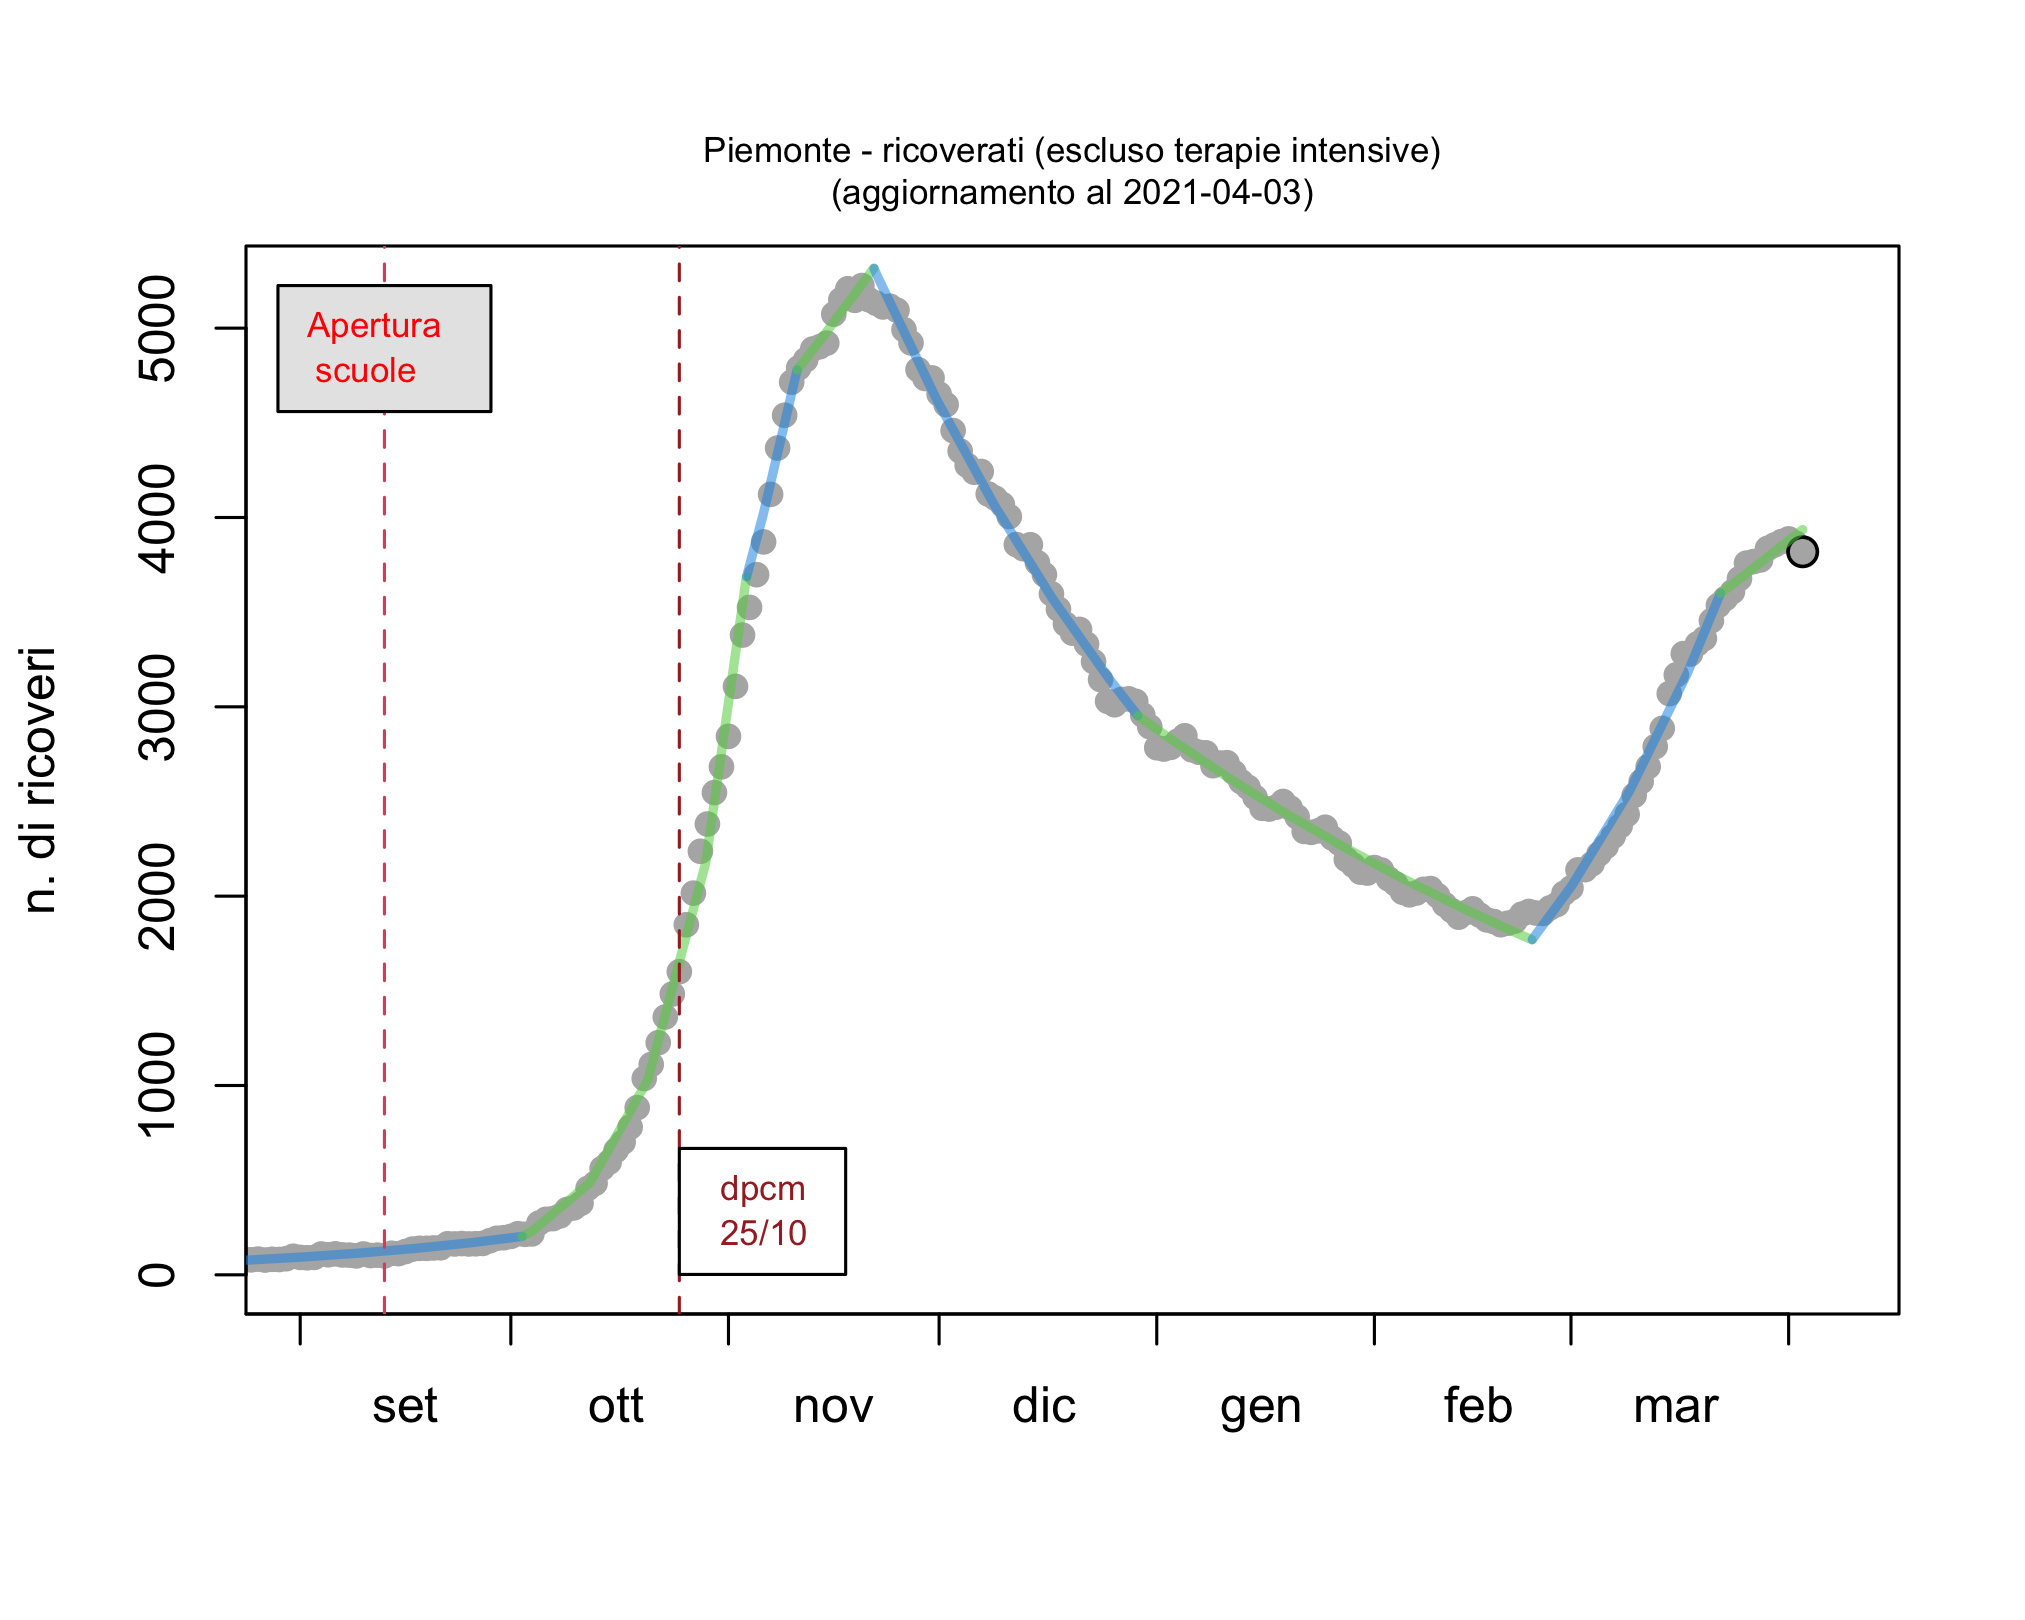 Piemonte - ricoverati (escluso terapie intensive)
(aggiornamento al 2021-04-03)
Apertura
scuole
dpcm
25/10
n. di ricoveri
5000
4000
3000
2000
1000
0
set ott nov dic gen feb mar